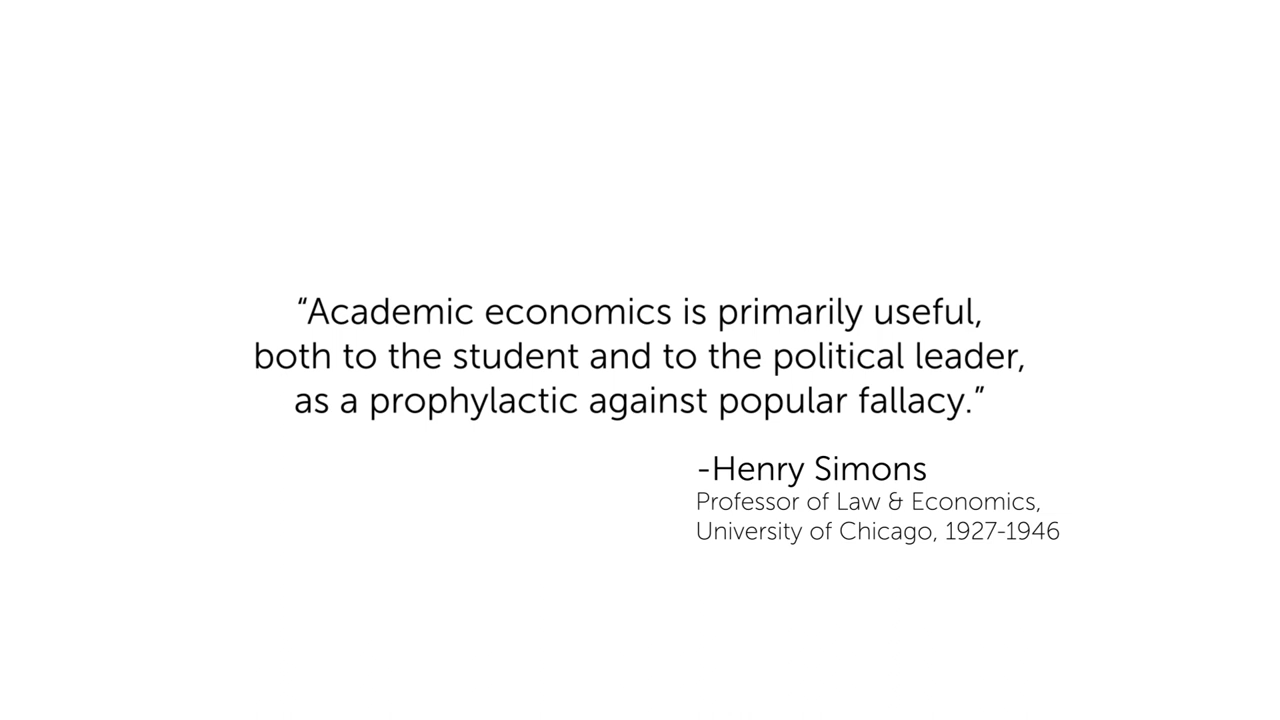 “Academic economics is primarily useful,
both to the student and to the political leader,
as a prophylactic against popular fallacy.”
-Henry Simons
Professor of Law & Economics,
University of Chicago, 1927-1946